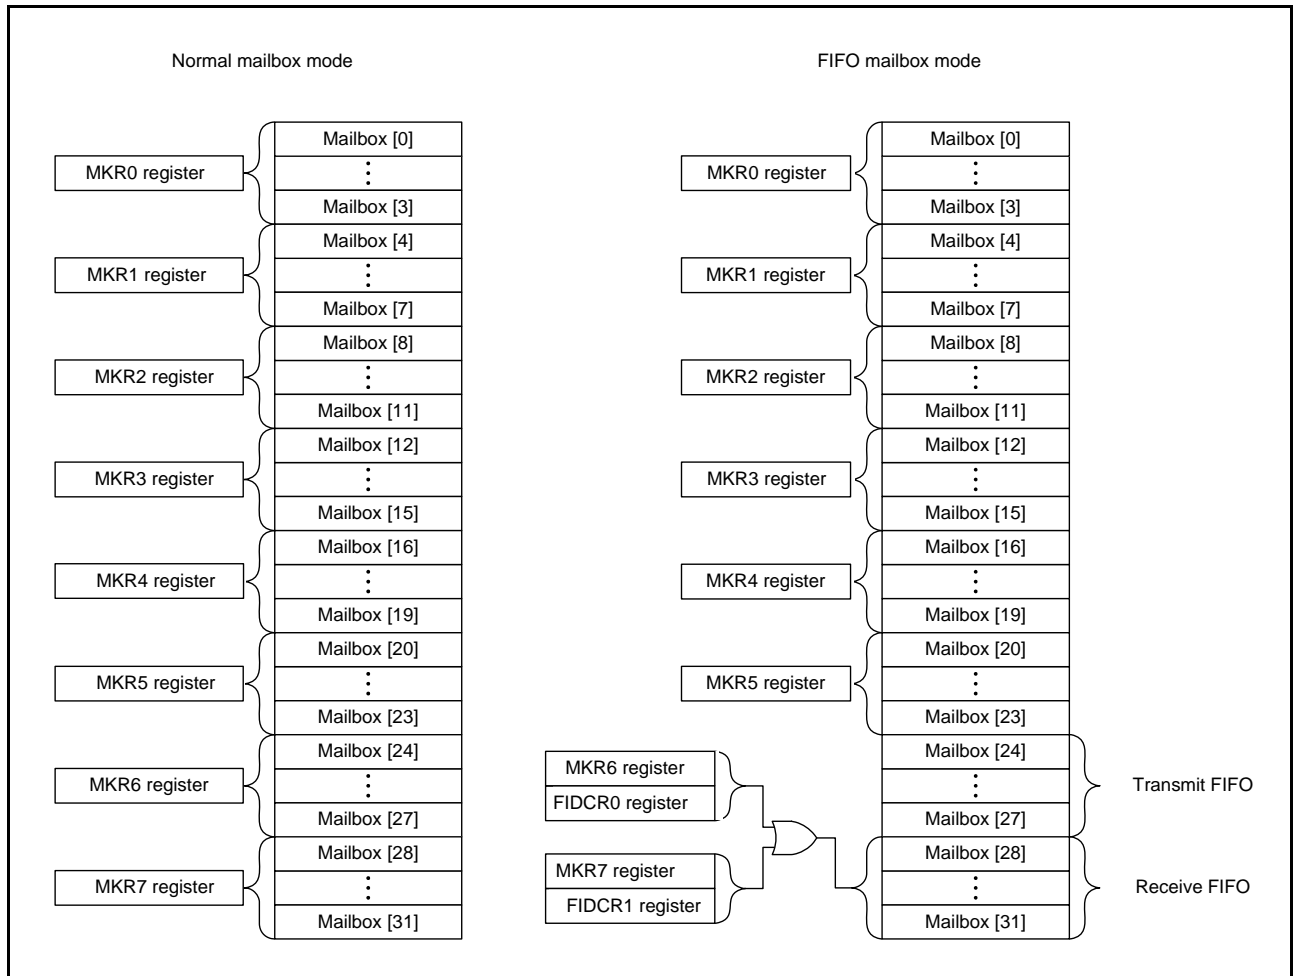 Normal mailbox mode
Mailbox [0]
MKR0 register
Mailbox [3]
Mailbox [4]
MKR1 register
Mailbox [7]
Mailbox [8]
MKR2 register
Mailbox [11]
Mailbox [12]
MKR3 register
Mailbox [15]
Mailbox [16]
MKR4 register
Mailbox [19]
Mailbox [20]
MKR5 register
Mailbox [23]
Mailbox [24]
MKR6 register
Mailbox [27]
Mailbox [28]
MKR7 register
Mailbox [31]
FIFO mailbox mode
Mailbox [0]
MKR0 register
Mailbox [3]
Mailbox [4]
MKR1 register
Mailbox [7]
Mailbox [8]
MKR2 register
Mailbox [11]
Mailbox [12]
MKR3 register
Mailbox [15]
Mailbox [16]
MKR4 register
Mailbox [19]
Mailbox [20]
MKR5 register
Mailbox [23]
Mailbox [24]
MKR6 register
Transmit FIFO
FIDCR0 register
Mailbox [27]
Mailbox [28]
MKR7 register
Receive FIFO
FIDCR1 register
Mailbox [31]